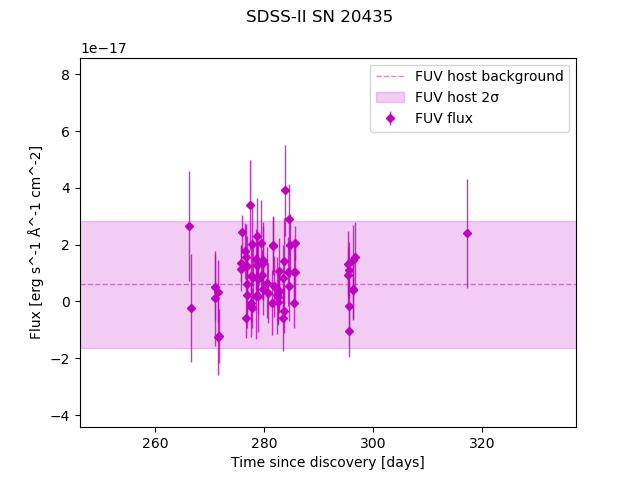 SDSS-II SN 20435
1e−17
FUV host background
FUV host 2σ
FUV flux
8
6
4
2
0
−2
−4
Flux [erg s^-1 Å^-1 cm^-2]
260
280
300
320
Time since discovery [days]